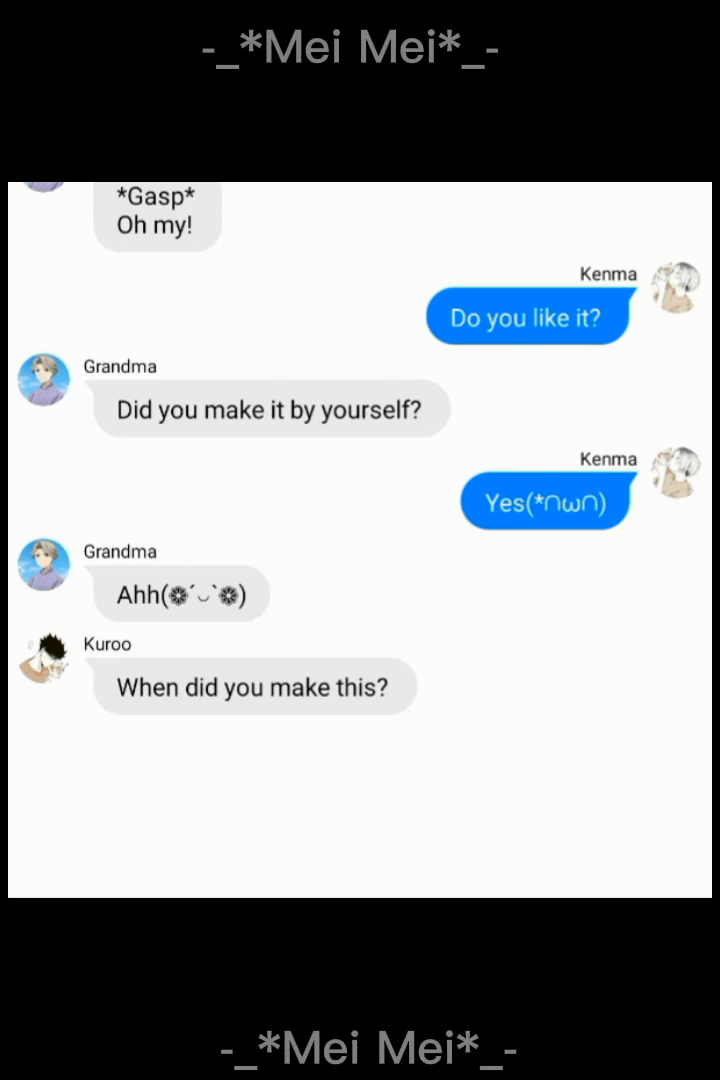 -_*Mei Mei*_-
*Gasp*
Oh my!
Kenma
Do you like it?
Grandma
Did you make it by yourself?
Kenma
Yes(*∩ω∩)
Grandma
Ahh(❁´◡`❁)
Kuroo
When did you make this?
-_*Mei Mei*_-